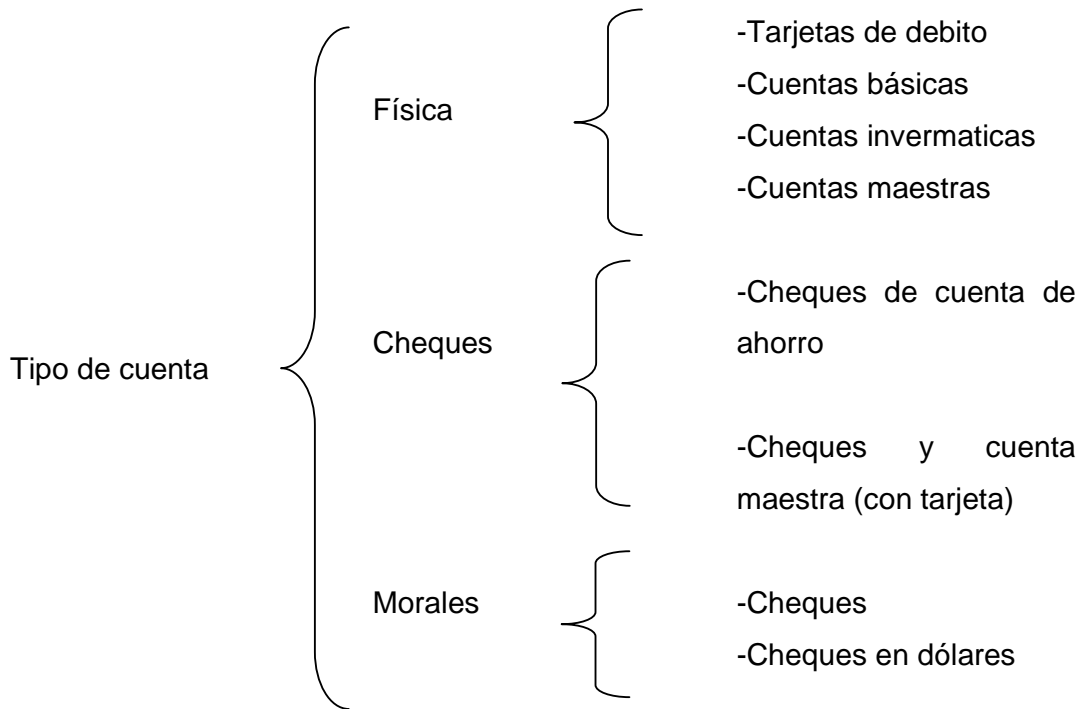 Tipo de cuenta
Física
-Tarjetas de debito
-Cuentas básicas
-Cuentas invermaticas
-Cuentas maestras
Cheques
-Cheques de cuenta de
ahorro
-Cheques y cuenta
maestra (con tarjeta)
Morales
-Cheques
-Cheques en dólares